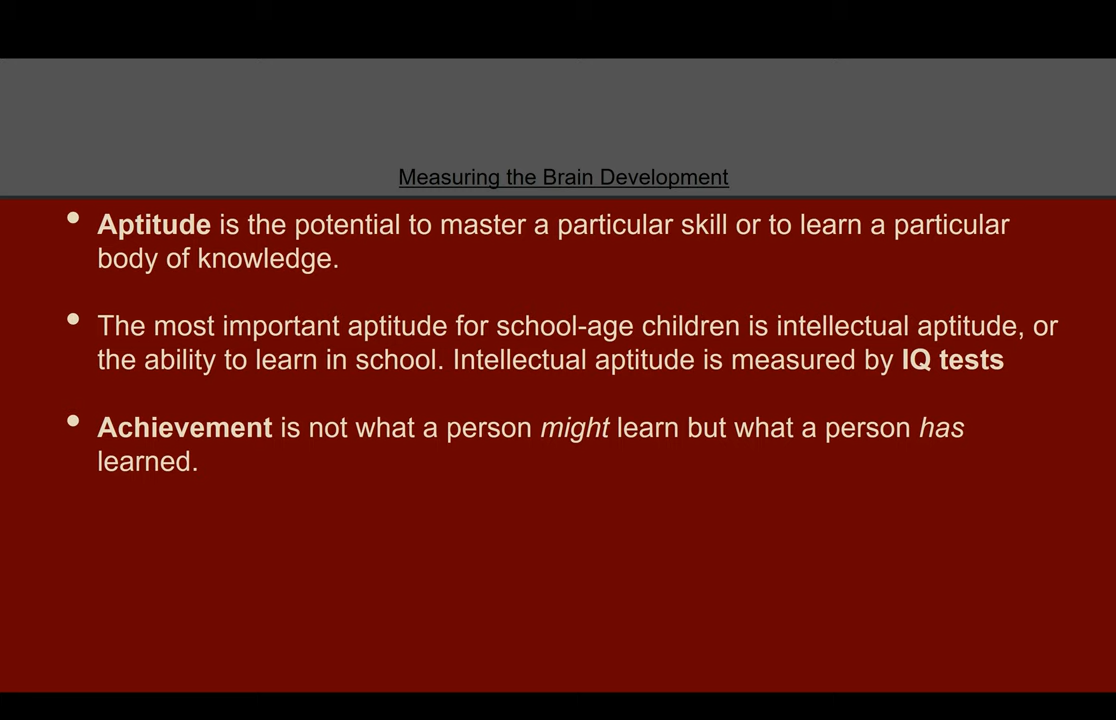 Measuring the Brain Development
• Aptitude is the potential to master a particular skill or to learn a particular
body of knowledge.
• The most important aptitude for school-age children is intellectual aptitude, or
the ability to learn in school. Intellectual aptitude is measured by IQ tests
• Achievement is not what a person might learn but what a person has
learned.